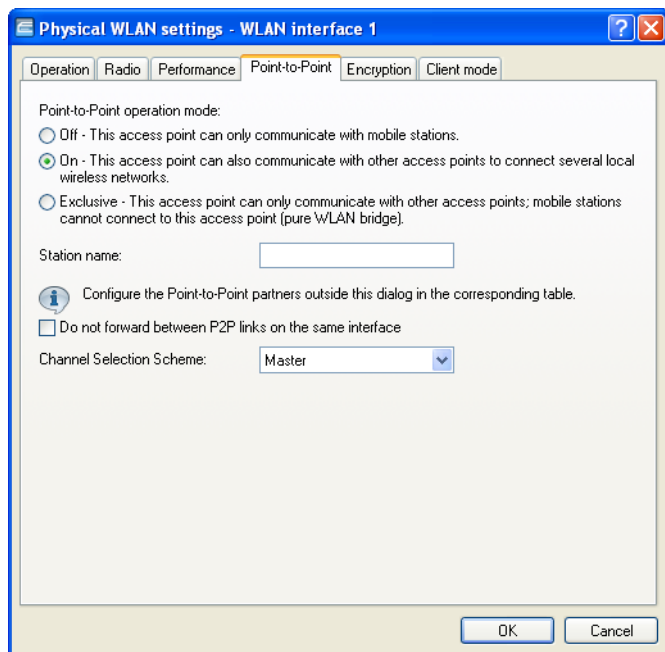 Physical WLAN settings - WLAN interface 1
Operation Radio Performance Point-to-Point Encryption Client mode
Point-to-Point operation mode:
Off - This access point can only communicate with mobile stations.
On - This access point can also communicate with other access points to connect several local
wireless networks.
Exclusive - This access point can only communicate with other access points; mobile stations
cannot connect to this access point (pure WLAN bridge).
Station name:
Configure the Point-to-Point partners outside this dialog in the corresponding table.
Do not forward between P2P links on the same interface
Channel Selection Scheme: Master
OK Cancel